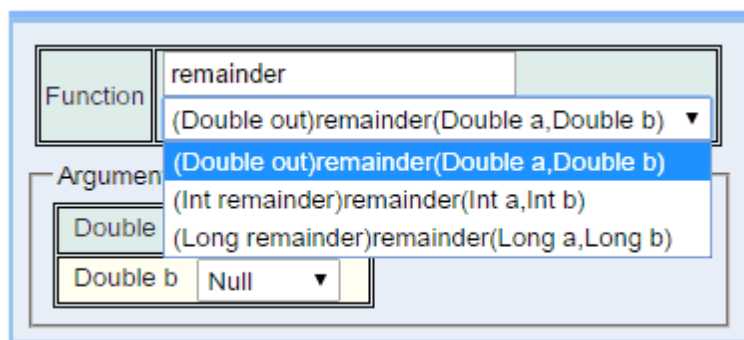 Function
remainder
(Double out)remainder(Double a,Double b)
(Double out)remainder(Double a,Double b)
(Int remainder)remainder(Int a,Int b)
(Long remainder)remainder(Long a,Long b)
Argumen
Double
Double b Null